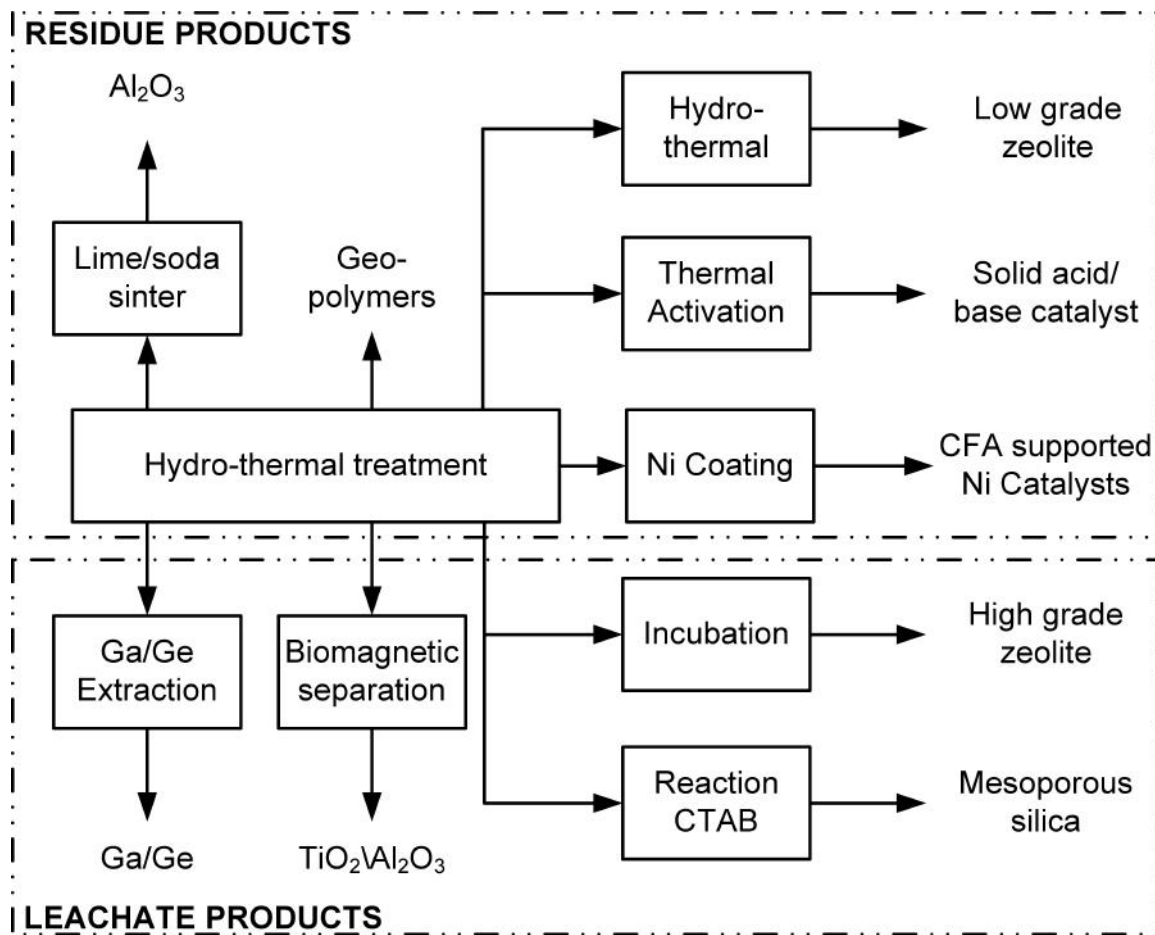 RESIDUE PRODUCTS
Al₂O₃
Hydro-
thermal
Low grade
zeolite
Lime/soda
sinter
Geo-
polymers
Thermal
Activation
Solid acid/
base catalyst
Hydro-thermal treatment
Ni Coating
CFA supported
Ni Catalysts
Ga/Ge
Extraction
Biomagnetic
separation
Incubation
High grade
zeolite
Reaction
CTAB
Mesoporous
silica
Ga/Ge
TiO₂\Al₂O₃
LEACHATE PRODUCTS